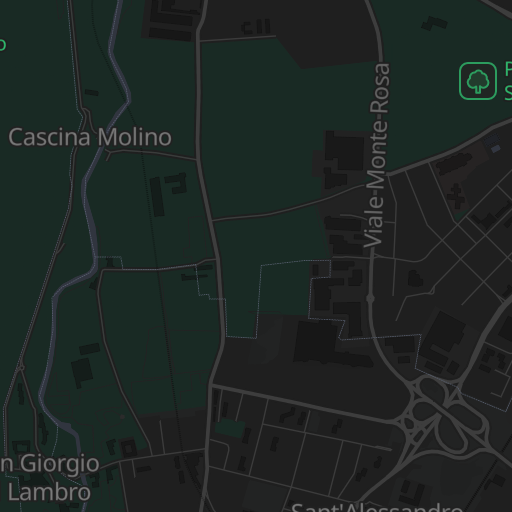 o
P
S
Cascina Molino
Viale-Monte-Rosa
n Giorgio
Lambro
Sant'Alessandro